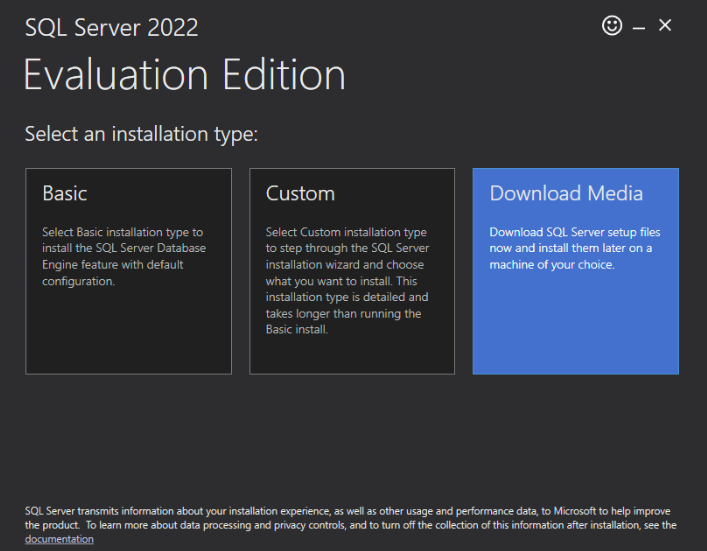 SQL Server 2022
Evaluation Edition
Select an installation type:
Basic
Select Basic installation type to
install the SQL Server Database
Engine feature with default
configuration.
Custom
Select Custom installation type
to step through the SQL Server
installation wizard and choose
what you want to install. This
installation type is detailed and
takes longer than running the
Basic install.
Download Media
Download SQL Server setup files
now and install them later on a
machine of your choice.
SQL Server transmits information about your installation experience, as well as other usage and performance data, to Microsoft to help improve
the product.  To learn more about data processing and privacy controls, and to turn off the collection of this information after installation, see the
documentation